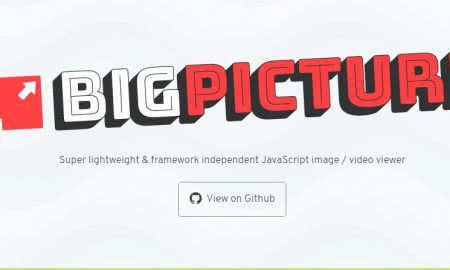 BIGPICTUR
Super lightweight & framework independent JavaScript image / video viewer
View on Github